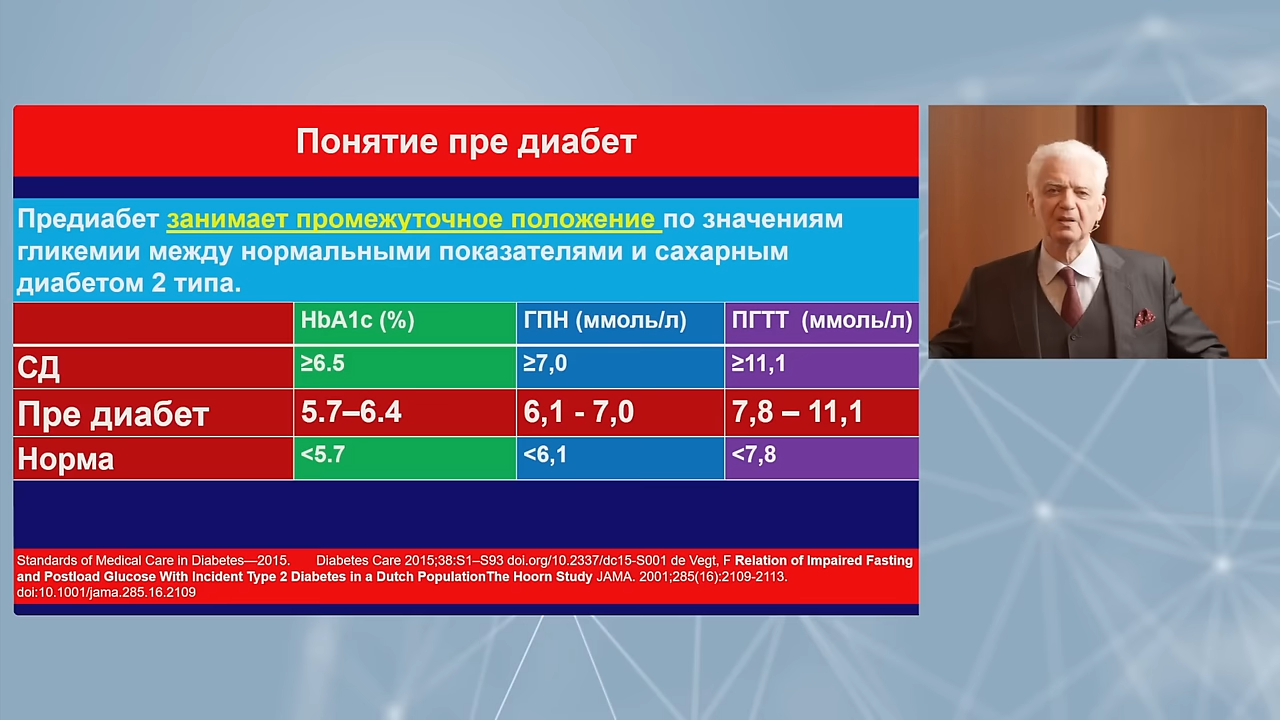 Понятие пре диабет
Предиабет занимает промежуточное положение по значениям
гликемии между нормальными показателями и сахарным
диабетом 2 типа.
HbA1c (%) ГПН (ммоль/л) ПГТТ (ммоль/л)
СД ≥6.5 ≥7,0 ≥11,1
Пре диабет 5.7–6.4 6,1 - 7,0 7,8 – 11,1
Норма <5.7 <6,1 <7,8
Standards of Medical Care in Diabetes—2015. Diabetes Care 2015;38:S1–S93 doi.org/10.2337/dc15-S001 de Vegt, F Relation of Impaired Fasting
and Postload Glucose With Incident Type 2 Diabetes in a Dutch PopulationThe Hoorn Study JAMA. 2001;285(16):2109-2113.
doi:10.1001/jama.285.16.2109